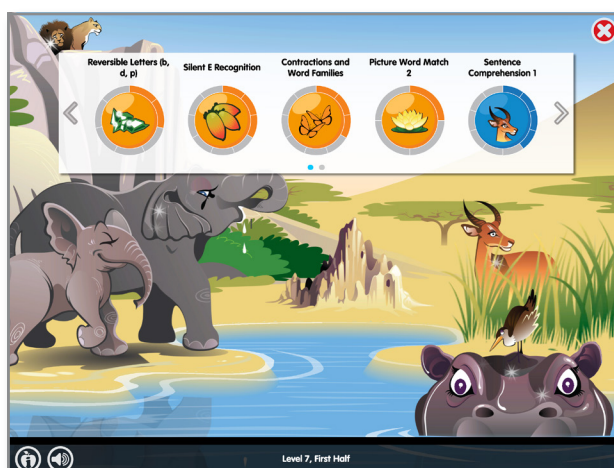 Reversible Letters (b,
d, p)
Silent E Recognition
Contractions and
Word Families
Picture Word Match
2
Sentence
Comprehension 1
Level 7, First Half